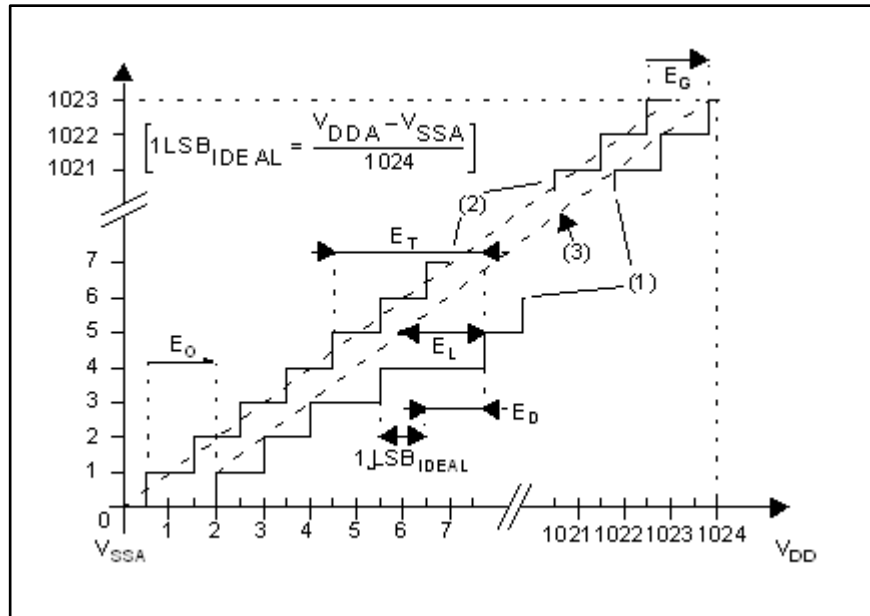 E_G
1023
1022
1021
[1LSB_IDEAL = V_DDA – V_SSA / 1024]
(2)
(3)
(1)
E_T
7
6
5
4
3
2
1
0
E_O
E_L
E_D
1 LSB_IDEAL
1 2 3 4 5 6 7 1021 1022 1023 1024
V_SSA
V_DD